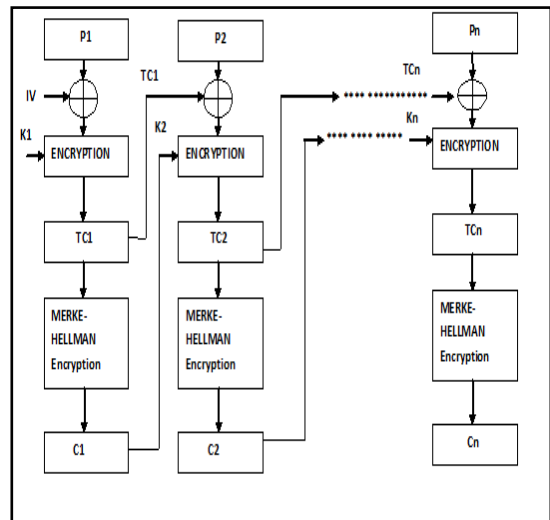 P1
P2
Pn
IV
TC1
TCn
K1
K2
Kn
ENCRYPTION
ENCRYPTION
ENCRYPTION
TC1
TC2
TCn
MERKE-
HELLMAN
Encryption
MERKE-
HELLMAN
Encryption
MERKE-
HELLMAN
Encryption
C1
C2
Cn